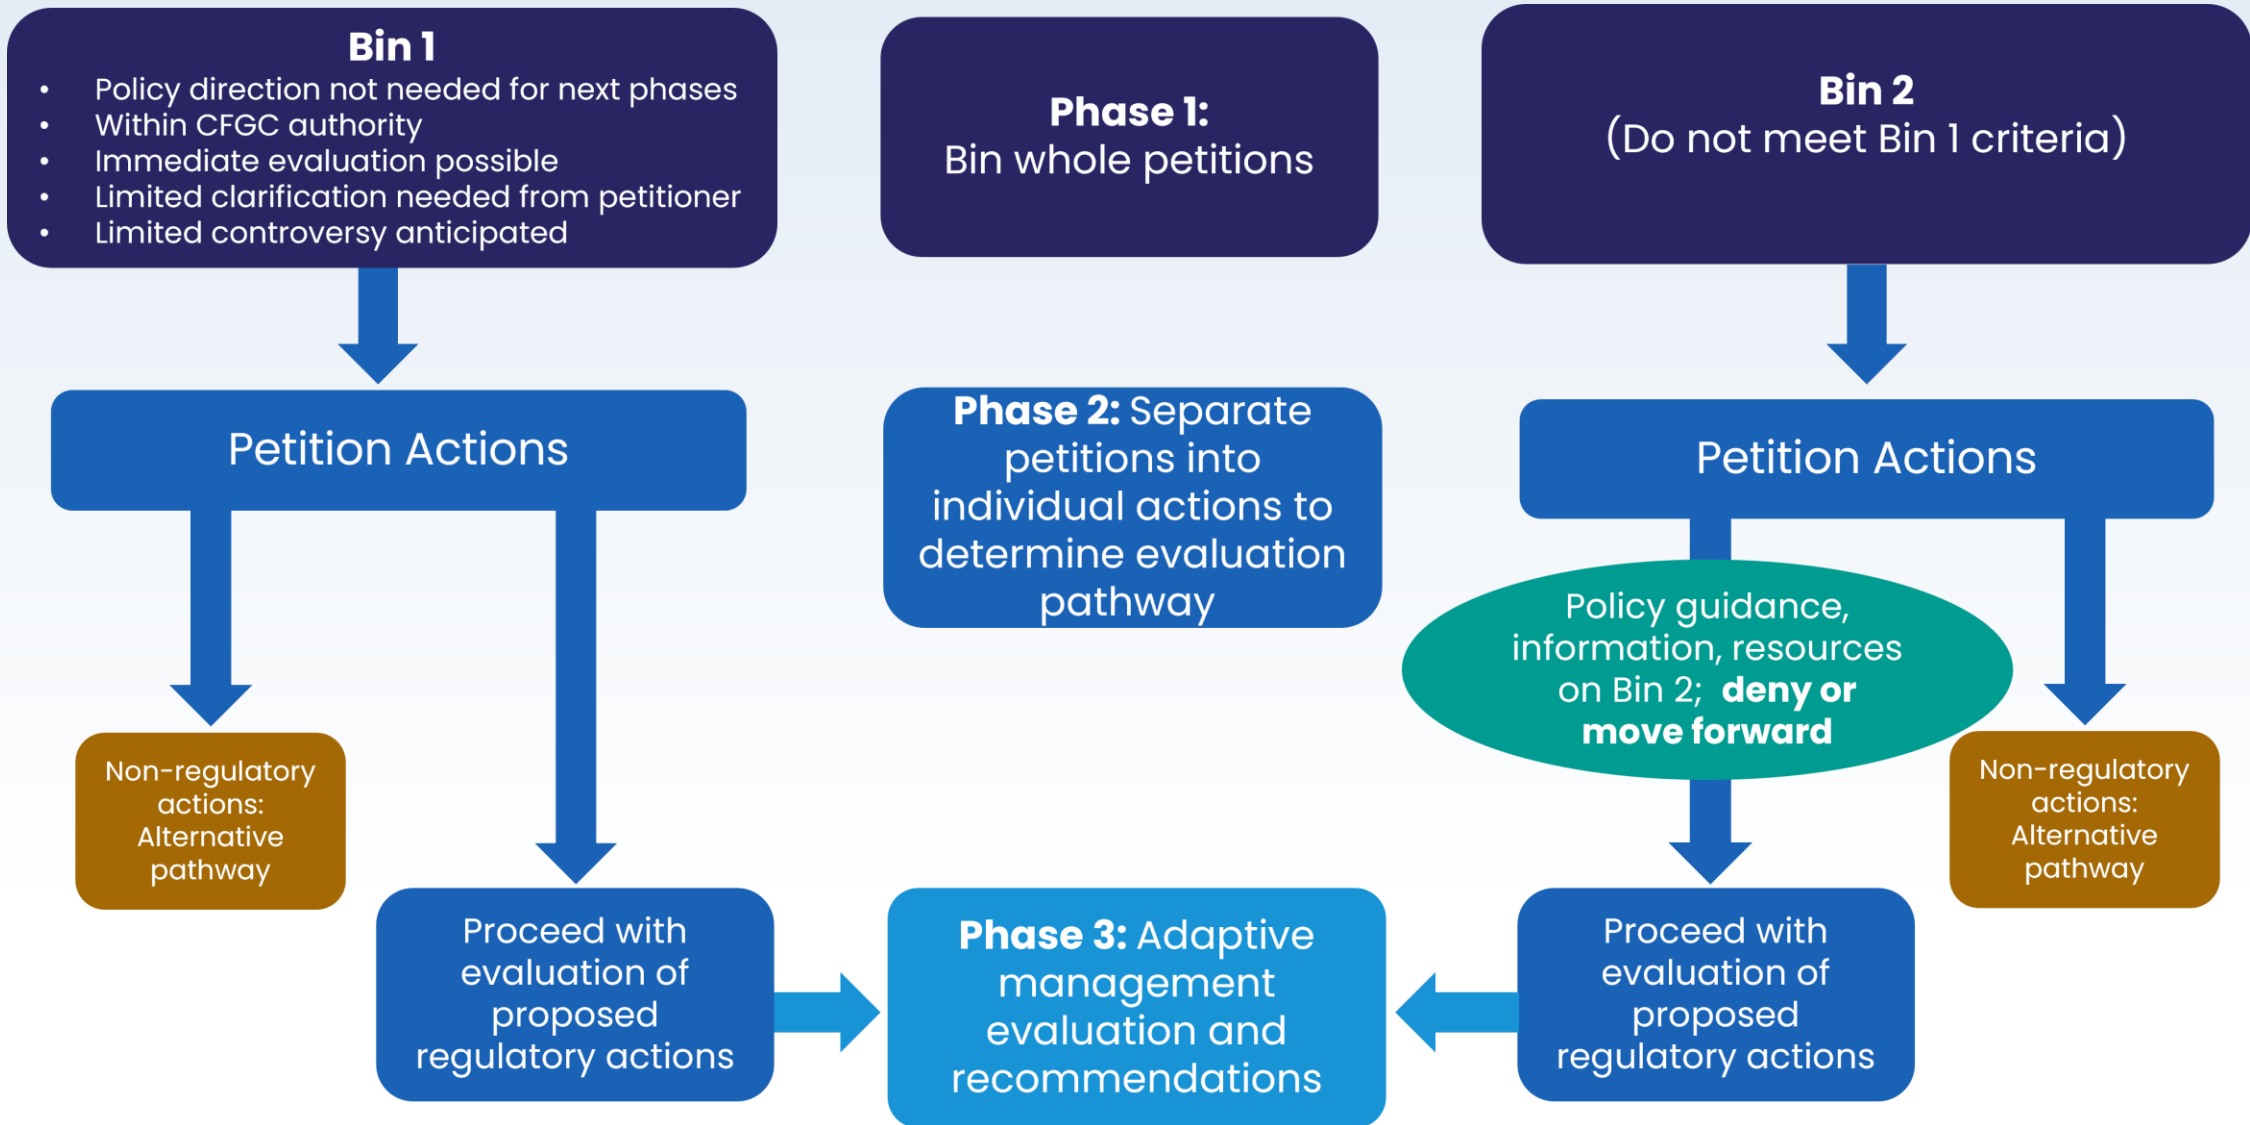 Bin 1
• Policy direction not needed for next phases
• Within CFGC authority
• Immediate evaluation possible
• Limited clarification needed from petitioner
• Limited controversy anticipated
Phase 1:
Bin whole petitions
Bin 2
(Do not meet Bin 1 criteria)
Petition Actions
Phase 2: Separate
petitions into
individual actions to
determine evaluation
pathway
Petition Actions
Policy guidance,
information, resources
on Bin 2; deny or
move forward
Non-regulatory
actions:
Alternative
pathway
Non-regulatory
actions:
Alternative
pathway
Proceed with
evaluation of
proposed
regulatory actions
Phase 3: Adaptive
management
evaluation and
recommendations
Proceed with
evaluation of
proposed
regulatory actions